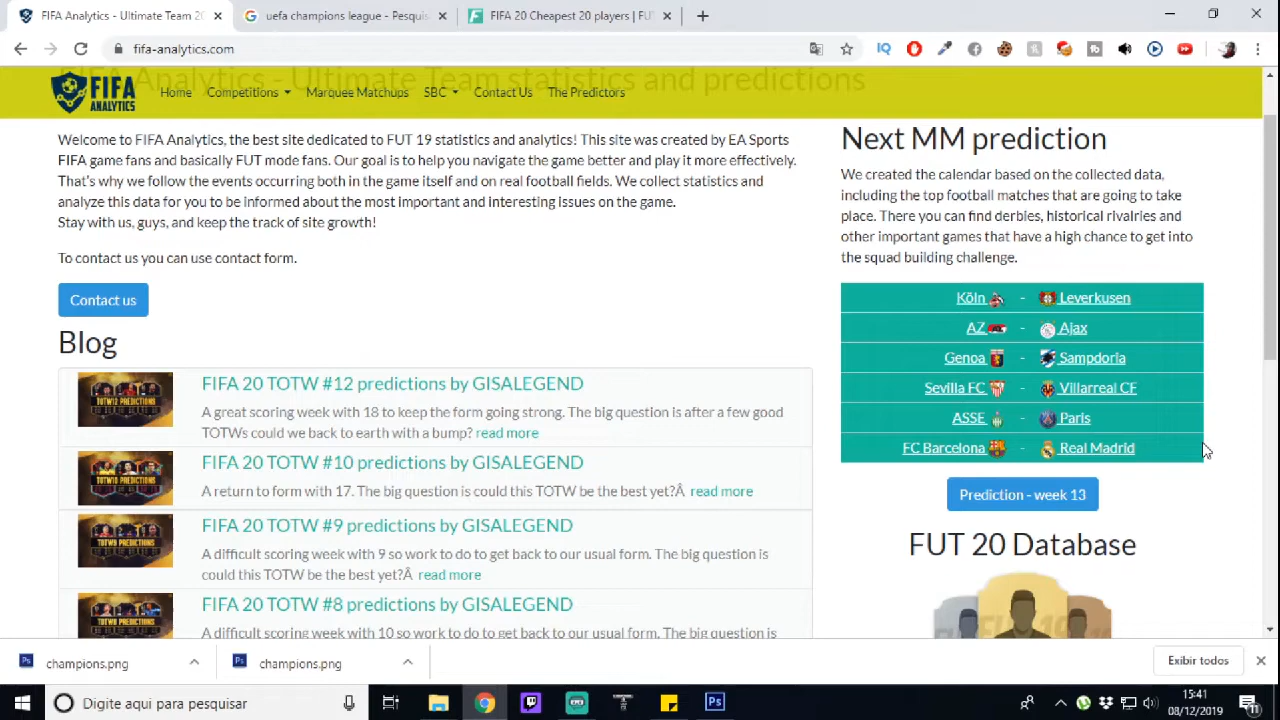 FIFA Analytics - Ultimate Team 20
uefa champions league - Pesquis
FIFA 20 Cheapest 20 players | FU
fifa-analytics.com
FIFA Analytics - Ultimate Team statistics and predictions
FIFA ANALYTICS
Home
Competitions
Marquee Matchups
SBC
Contact Us
The Predictors
Welcome to FIFA Analytics, the best site dedicated to FUT 19 statistics and analytics! This site was created by EA Sports
FIFA game fans and basically FUT mode fans. Our goal is to help you navigate the game better and play it more effectively.
That's why we follow the events occurring both in the game itself and on real football fields. We collect statistics and
analyze this data for you to be informed about the most important and interesting issues on the game.
Stay with us, guys, and keep the track of site growth!
To contact us you can use contact form.
Contact us
Blog
FIFA 20 TOTW #12 predictions by GISALEGEND
A great scoring week with 18 to keep the form going strong. The big question is after a few good
TOTWs could we back to earth with a bump? read more
FIFA 20 TOTW #10 predictions by GISALEGEND
A return to form with 17. The big question is could this TOTW be the best yet?Â read more
FIFA 20 TOTW #9 predictions by GISALEGEND
A difficult scoring week with 9 so work to do to get back to our usual form. The big question is
could this TOTW be the best yet?Â read more
FIFA 20 TOTW #8 predictions by GISALEGEND
A difficult scoring week with 10 so work to do to get back to our usual form. The big question is
Next MM prediction
We created the calendar based on the collected data,
including the top football matches that are going to take
place. There you can find derbies, historical rivalries and
other important games that have a high chance to get into
the squad building challenge.
Köln - Leverkusen
AZ - Ajax
Genoa - Sampdoria
Sevilla FC - Villarreal CF
ASSE - Paris
FC Barcelona - Real Madrid
Prediction - week 13
FUT 20 Database
champions.png
champions.png
Exibir todos
Digite aqui para pesquisar
15:41
08/12/2019
11